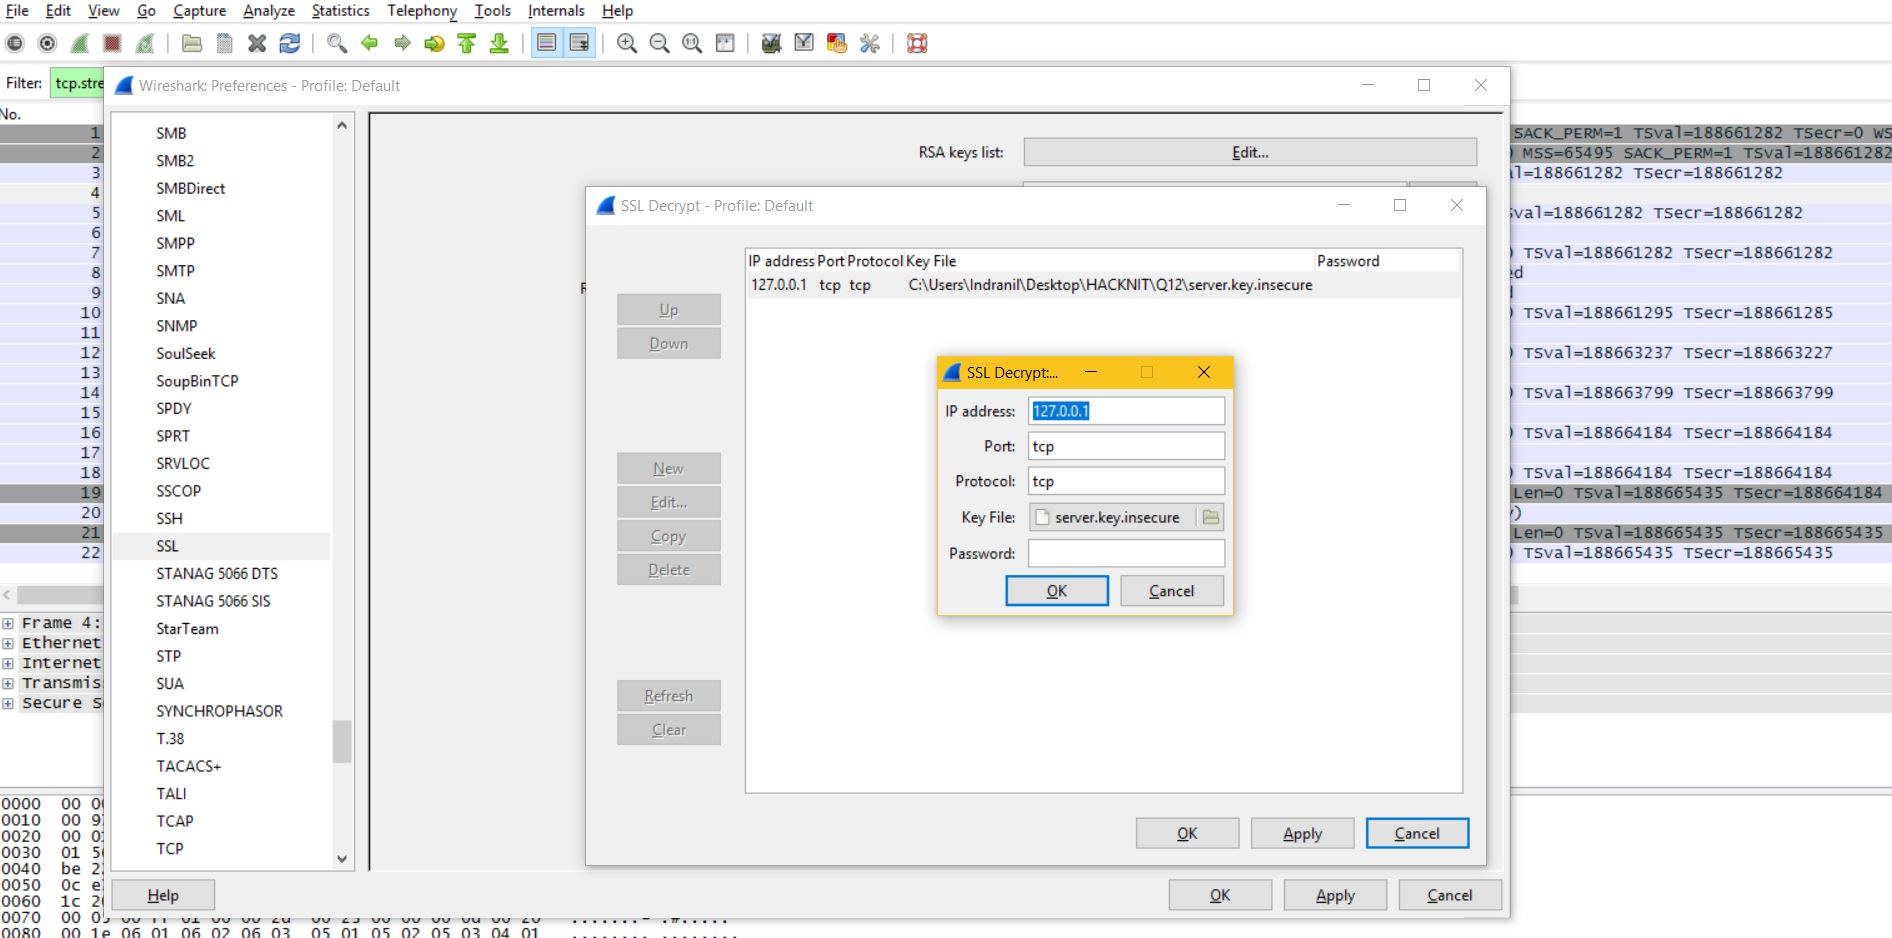 File Edit View Go Capture Analyze Statistics Telephony Tools Internals Help
Filter: tcp.stre
Wireshark: Preferences - Profile: Default
No.
1
2
3
4
5
6
7
8
9
10
11
12
13
14
15
16
17
18
19
20
21
22
SMB
SMB2
SMBDirect
SML
SMPP
SMTP
SNA
SNMP
SoulSeek
SoupBinTCP
SPDY
SPRT
SRVLOC
SSCOP
SSH
SSL
STANAG 5066 DTS
STANAG 5066 SIS
StarTeam
STP
SUA
SYNCHROPHASOR
T.38
TACACS+
TALI
TCAP
TCP
RSA keys list: Edit...
SSL Decrypt - Profile: Default
Up
Down
New
Edit...
Copy
Delete
Refresh
Clear
IP address Port Protocol Key File Password
127.0.0.1 tcp tcp C:\Users\Indranil\Desktop\HACKNIT\Q12\server.key.insecure
SSL Decrypt:...
IP address: 127.0.0.1
Port: tcp
Protocol: tcp
Key File: server.key.insecure
Password:
OK Cancel
OK Apply Cancel
Help OK Apply Cancel
SACK_PERM=1 TSval=188661282 TSecr=0 WS
MSS=65495 SACK_PERM=1 TSval=188661282
l=188661282 TSecr=188661282
val=188661282 TSecr=188661282
TSval=188661282 TSecr=188661282
ed
TSval=188661295 TSecr=188661285
TSval=188663237 TSecr=188663227
TSval=188663799 TSecr=188663799
TSval=188664184 TSecr=188664184
TSval=188664184 TSecr=188664184
Len=0 TSval=188665435 TSecr=188664184
)
Len=0 TSval=188665435 TSecr=188665435
TSval=188665435 TSecr=188665435
Frame 4:
Ethernet
Internet
Transmis
Secure S
0000 00 0
0010 00 9
0020 00 0
0030 01 5
0040 be 2
0050 0c e
0060 1c 2
0070
0080 00 1e 06 01 06 02 06 03 05 01 05 02 05 03 04 01 ........ ........